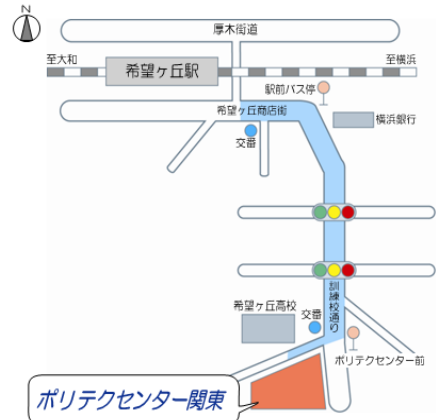 N
厚木街道
至大和
希望ヶ丘駅
至横浜
駅前バス停
希望ヶ丘商店街
横浜銀行
交番
訓練校通り
希望ヶ丘高校
交番
ポリテクセンター前
ポリテクセンター関東